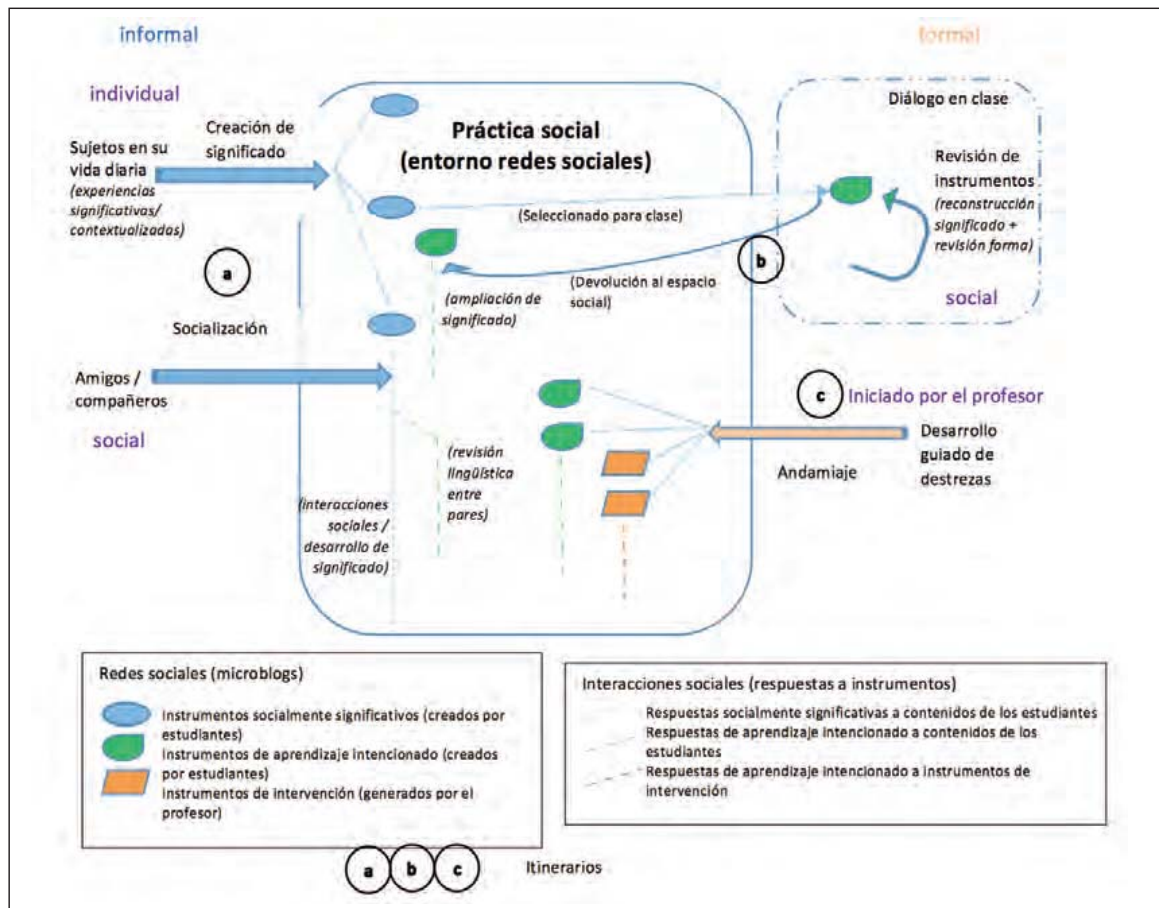 informal
formal
individual
Creación de
significado
Sujetos en su
vida diaria
(experiencias
significativas/
contextualizadas)
a
Socialización
Amigos /
compañeros
social
Práctica social
(entorno redes sociales)
(Seleccionado para clase)
(Devolución al espacio
social)
(ampliación de
significado)
(revisión
lingüística
entre
pares)
(interacciones
sociales /
desarrollo de
significado)
Diálogo en clase
Revisión de
instrumentos
(reconstrucción
significado +
revisión forma)
social
b
c
Iniciado por el profesor
Desarrollo
guiado de
destrezas
Andamiaje
Redes sociales (microblogs)
Instrumentos socialmente significativos (creados por
estudiantes)
Instrumentos de aprendizaje intencionado (creados
por estudiantes)
Instrumentos de intervención (generados por el
profesor)
Interacciones sociales (respuestas a instrumentos)
Respuestas socialmente significativas a contenidos de los estudiantes
Respuestas de aprendizaje intencionado a contenidos de los
estudiantes
Respuestas de aprendizaje intencionado a instrumentos de
intervención
a b c Itinerarios